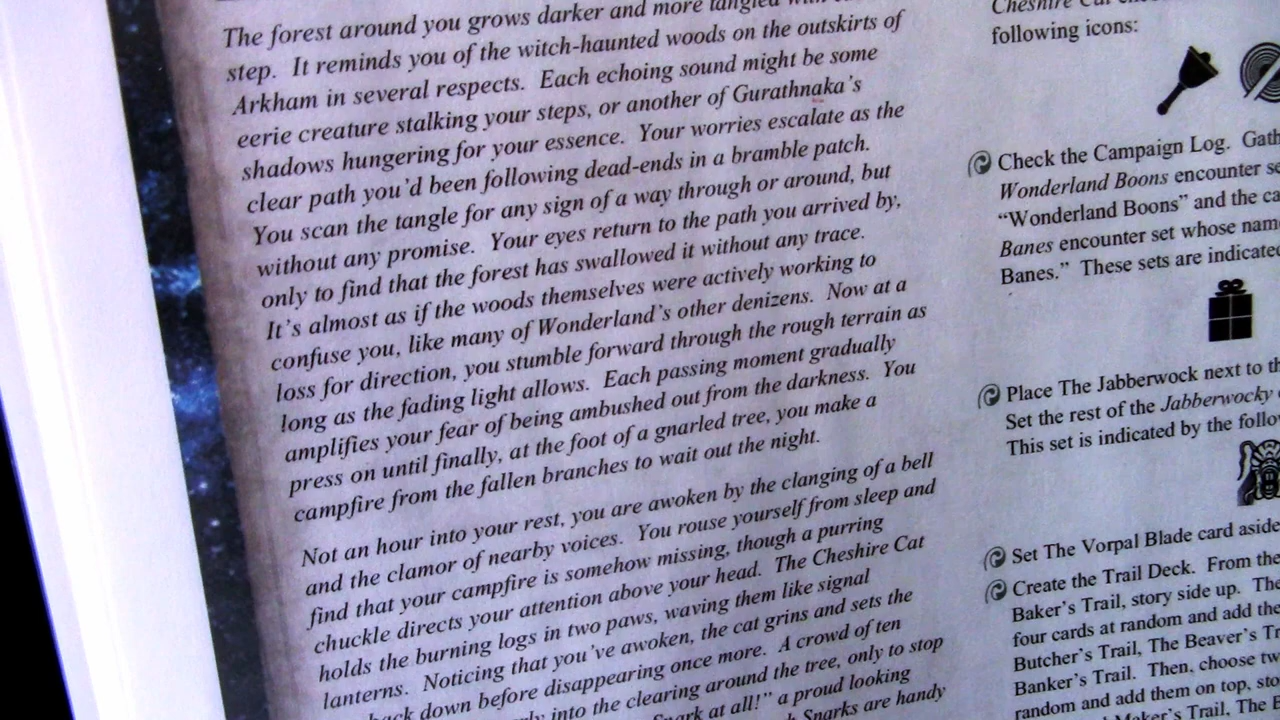 The forest around you grows darker and more tangled with
step. It reminds you of the witch-haunted woods on the outskirts of
Arkham in several respects. Each echoing sound might be some
eerie creature stalking your steps, or another of Gurathnaka's
shadows hungering for your essence. Your worries escalate as the
clear path you'd been following dead-ends in a bramble patch.
You scan the tangle for any sign of a way through or around, but
without any promise. Your eyes return to the path you arrived by,
only to find that the forest has swallowed it without any trace.
It's almost as if the woods themselves were actively working to
confuse you, like many of Wonderland's other denizens. Now at a
loss for direction, you stumble forward through the rough terrain as
long as the fading light allows. Each passing moment gradually
amplifies your fear of being ambushed out from the darkness. You
press on until finally, at the foot of a gnarled tree, you make a
campfire from the fallen branches to wait out the night.
Not an hour into your rest, you are awoken by the clanging of a bell
and the clamor of nearby voices. You rouse yourself from sleep and
find that your campfire is somehow missing, though a purring
chuckle directs your attention above your head. The Cheshire Cat
holds the burning logs in two paws, waving them like signal
lanterns. Noticing that you've awoken, the cat grins and sets the
back down before disappearing once more. A crowd of ten
into the clearing around the tree, only to stop
at all!" a proud looking
Snarks are handy
Cheshire Cat
following icons:
Check the Campaign Log. Gath
Wonderland Boons encounter se
"Wonderland Boons" and the ca
Banes encounter set whose nam
Banes." These sets are indicated
Place The Jabberwock next to th
Set the rest of the Jabberwocky
This set is indicated by the follo
Set The Vorpal Blade card aside
Create the Trail Deck. From the
Baker's Trail, story side up. The
four cards at random and add the
Butcher's Trail, The Beaver's Tr
Banker's Trail. Then, choose tw
random and add them on top, sto
Maker's Trail, The B